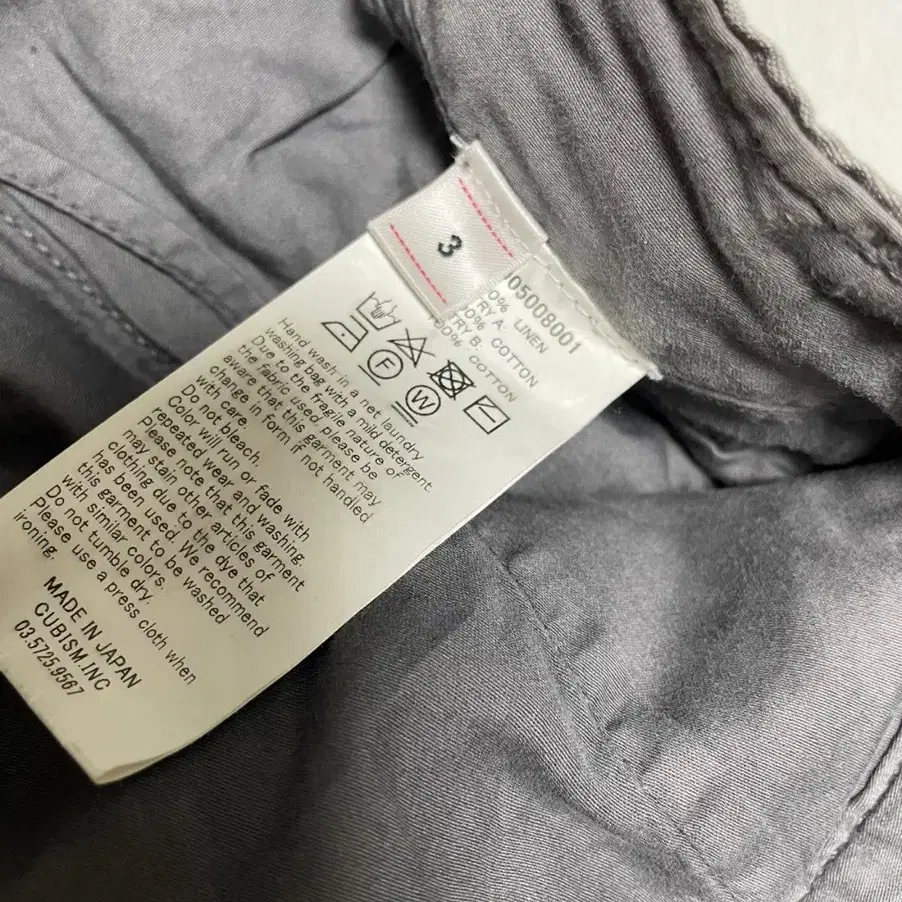 3
05008001
0% LINEN
RY A. COTTON
00% COTTON
RY B.
F
W
Hand wash in a net laundry
washing bag with a mild detergent.
Due to the fragile nature of
the fabric used, please be
aware that this garment may
change in form if not handled
with care.
Do not bleach.
Color will run or fade with
repeated wear and washing.
Please note that this garment
may stain other articles of
clothing due to the dye that
has been used. We recommend
this garment to be washed
with similar colors.
Do not tumble dry.
Please use a press cloth when
ironing.
MADE IN JAPAN
CUBISM.INC
03.5725.9567